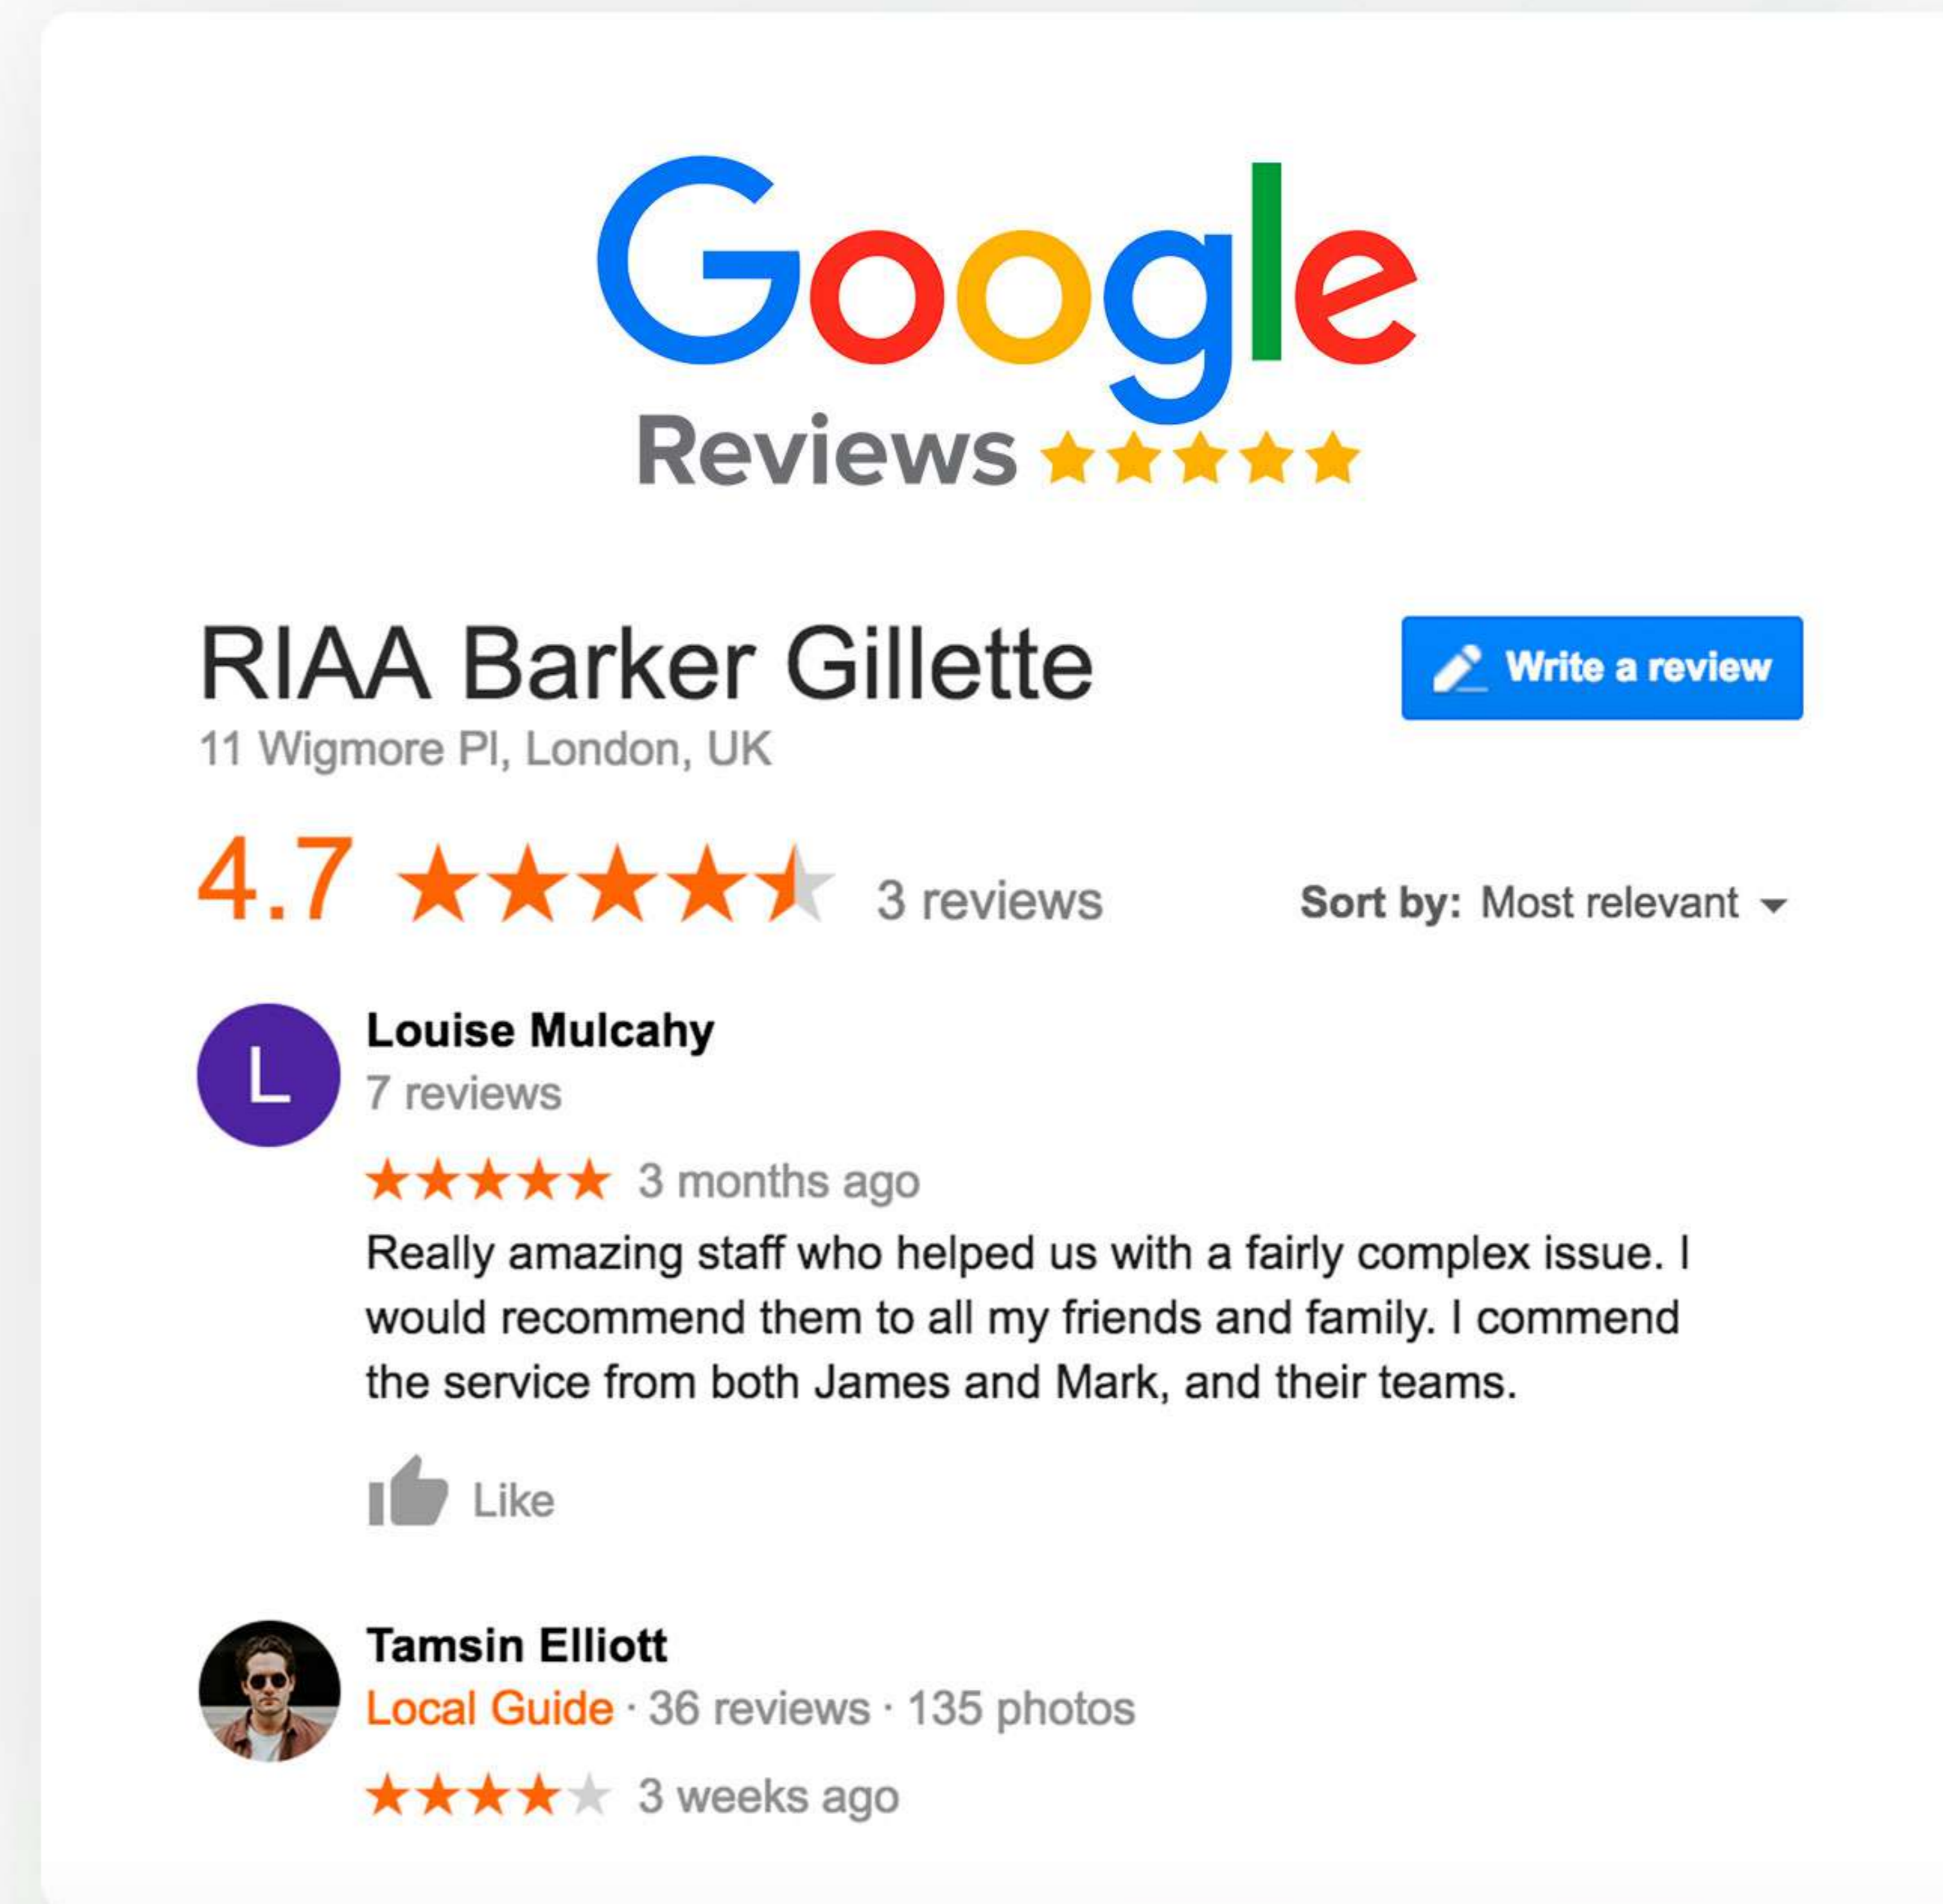 Google
Reviews
RIAA Barker Gillette
Write a review
11 Wigmore Pl, London, UK
4.7 3 reviews Sort by: Most relevant
L
Louise Mulcahy
7 reviews
3 months ago
Really amazing staff who helped us with a fairly complex issue. I
would recommend them to all my friends and family. I commend
the service from both James and Mark, and their teams.
Like
Tamsin Elliott
Local Guide · 36 reviews · 135 photos
3 weeks ago